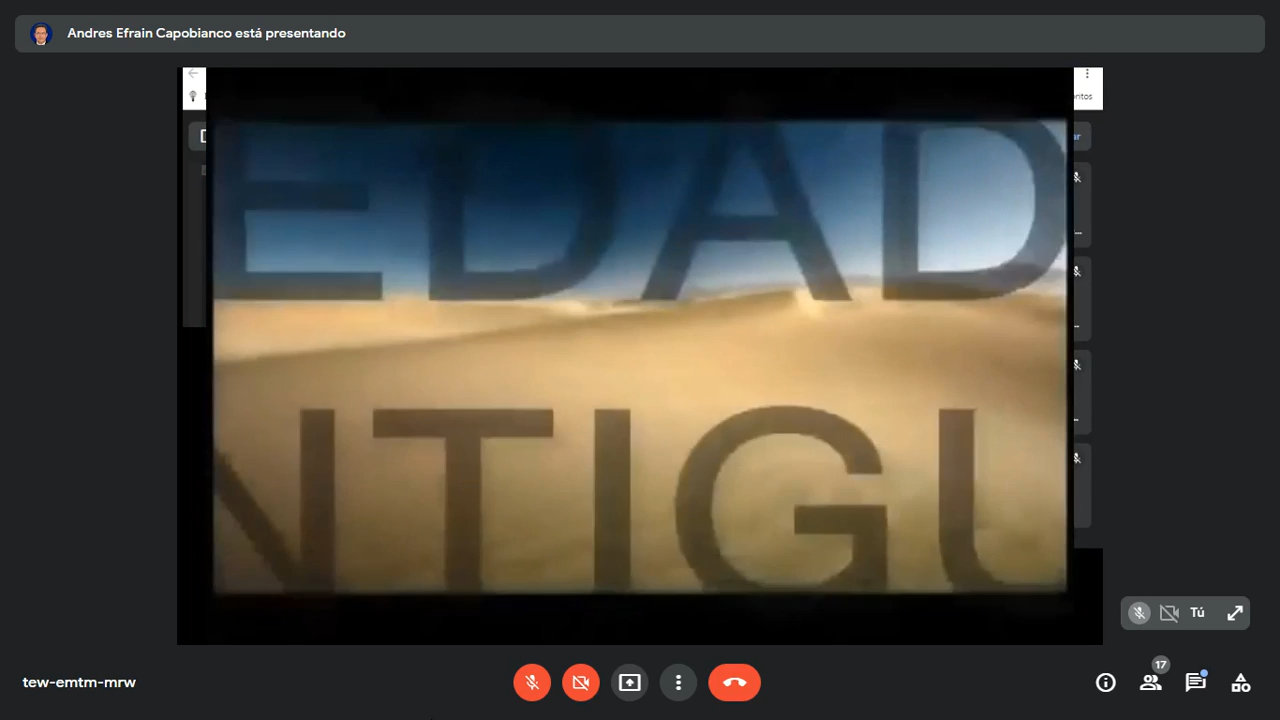 Andres Efrain Capobianco está presentando
EDAD
NTIGU
Tú
tew-emtm-mrw
17